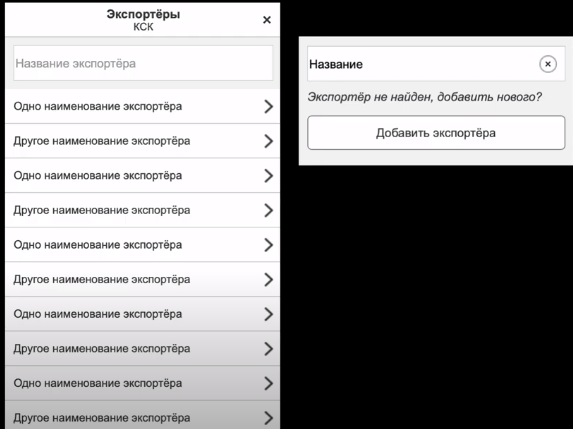 Экспортёры
КСК
Название экспортёра
Одно наименование экспортёра
Другое наименование экспортёра
Одно наименование экспортёра
Другое наименование экспортёра
Одно наименование экспортёра
Другое наименование экспортёра
Одно наименование экспортёра
Другое наименование экспортёра
Одно наименование экспортёра
Другое наименование экспортёра
Название
Экспортёр не найден, добавить нового?
Добавить экспортёра